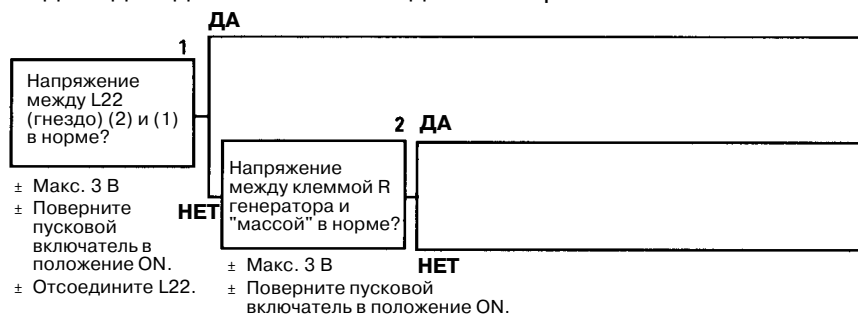 ДА
1
Напряжение
между L22
(гнездо) (2) и (1)
в норме?
± Макс. 3 В
± Поверните
пусковой
включатель в
положение ON.
± Отсоедините L22.
НЕТ
2 ДА
Напряжение
между клеммой R
генератора и
"массой" в норме?
± Макс. 3 В
± Поверните пусковой
включатель в положение ON.
НЕТ